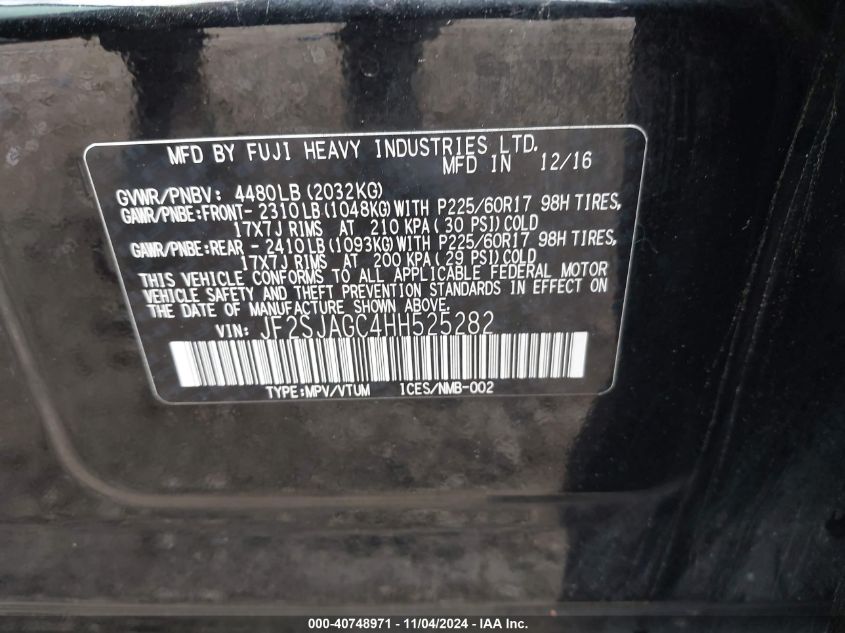 MFD BY FUJI HEAVY INDUSTRIES LTD.
MFD IN 12/16
GVWR/PNBV: 4480LB (2032KG)
GAWR/PNBE:FRONT- 2310LB (1048KG) WITH P225/60R17 98H TIRES,
17X7J RIMS AT 210 KPA ( 30 PSI) COLD
GAWR/PNBE:REAR - 2410LB (1093KG) WITH P225/60R17 98H TIRES,
17X7J RIMS AT 200 KPA ( 29 PSI) COLD
THIS VEHICLE CONFORMS TO ALL APPLICABLE FEDERAL MOTOR
VEHICLE SAFETY AND THEFT PREVENTION STANDARDS IN EFFECT ON
THE DATE OF MANUFACTURE SHOWN ABOVE.
VIN: JF2SJAGC4HH525282
TYPE:MPV/VTUM ICES/NMB-002
000-40748971 - 11/04/2024 - IAA Inc.